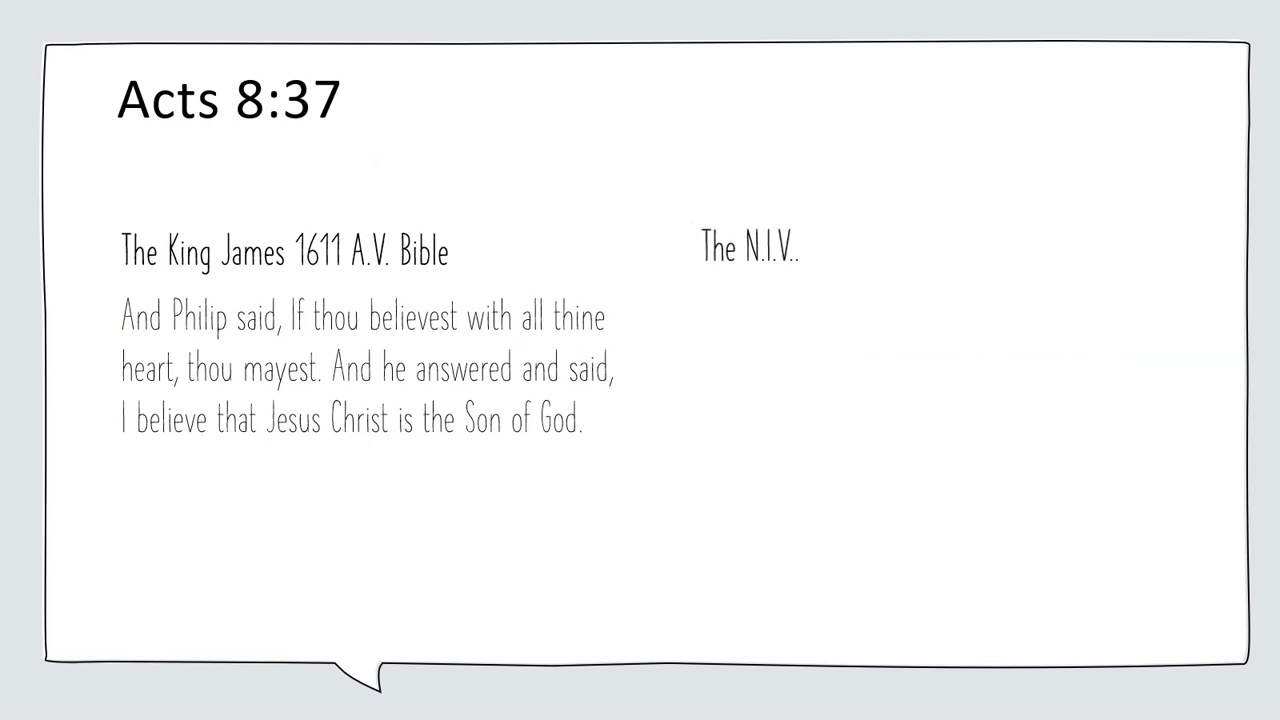 Acts 8:37
The King James 1611 A.V. Bible
And Philip said, If thou believest with all thine
heart, thou mayest. And he answered and said,
I believe that Jesus Christ is the Son of God.
The N.I.V..